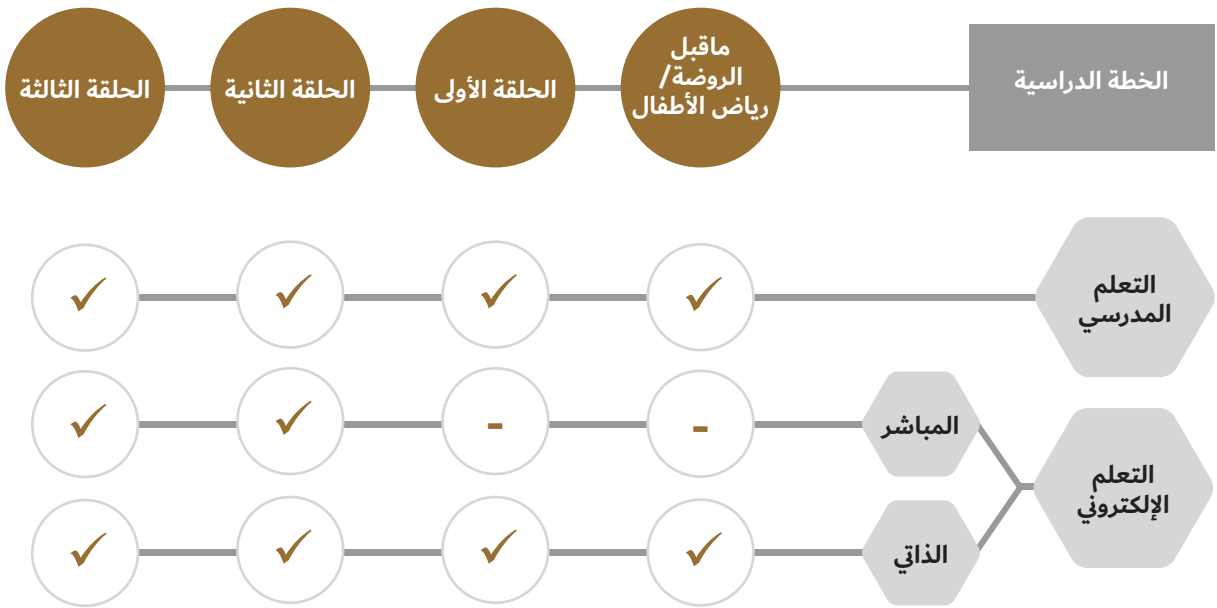 الخطة الدراسية
ماقبل
الروضة/
رياض الأطفال
الحلقة الأولى
الحلقة الثانية
الحلقة الثالثة
التعلم
المدرسي
✓ ✓ ✓ ✓
التعلم
الإلكتروني
المباشر
- - ✓ ✓
الذاتي
✓ ✓ ✓ ✓